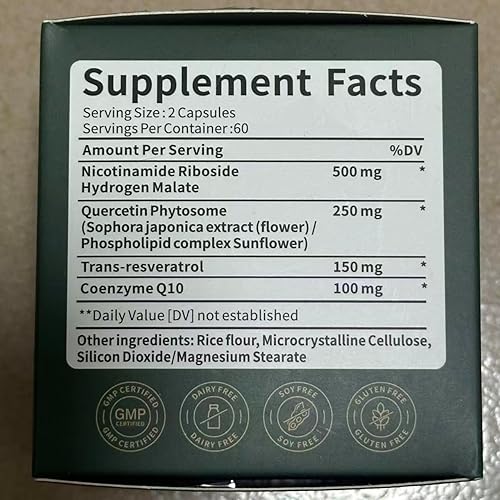 Supplement Facts
Serving Size : 2 Capsules
Servings Per Container :60
Amount Per Serving %DV
Nicotinamide Riboside 500 mg *
Hydrogen Malate
Quercetin Phytosome 250 mg *
(Sophora japonica extract (flower) /
Phospholipid complex Sunflower)
Trans-resveratrol 150 mg *
Coenzyme Q10 100 mg *
**Daily Value [DV] not established
Other ingredients: Rice flour, Microcrystalline Cellulose,
Silicon Dioxide/Magnesium Stearate
GMP CERTIFIED
GMP
CERTIFIED
GMP CERTIFIED
DAIRY FREE
DAIRY FREE
SOY FREE
SOY FREE
GLUTEN FREE
GLUTEN FREE